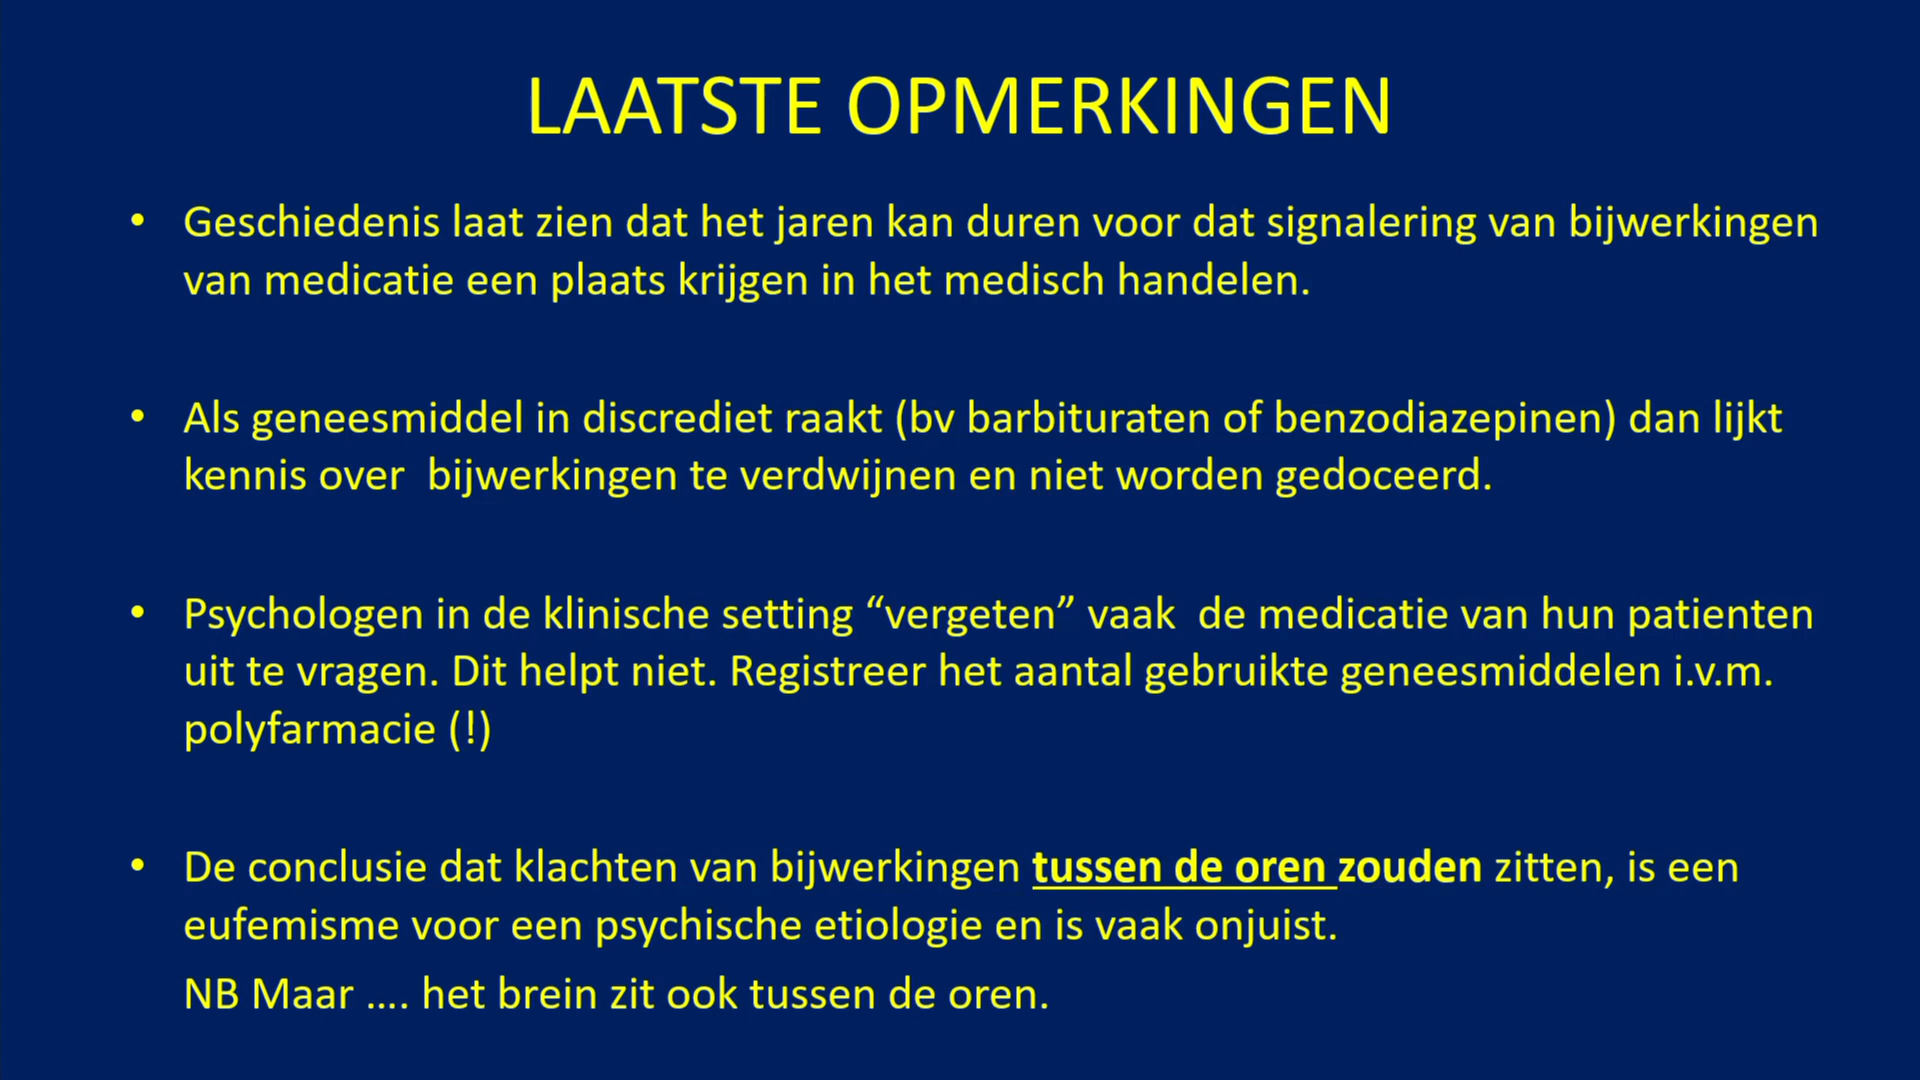 LAATSTE OPMERKINGEN
• Geschiedenis laat zien dat het jaren kan duren voor dat signalering van bijwerkingen
van medicatie een plaats krijgen in het medisch handelen.
• Als geneesmiddel in discrediet raakt (bv barbituraten of benzodiazepinen) dan lijkt
kennis over  bijwerkingen te verdwijnen en niet worden gedoceerd.
• Psychologen in de klinische setting “vergeten” vaak  de medicatie van hun patienten
uit te vragen. Dit helpt niet. Registreer het aantal gebruikte geneesmiddelen i.v.m.
polyfarmacie (!)
• De conclusie dat klachten van bijwerkingen tussen de oren zouden zitten, is een
eufemisme voor een psychische etiologie en is vaak onjuist.
NB Maar .... het brein zit ook tussen de oren.